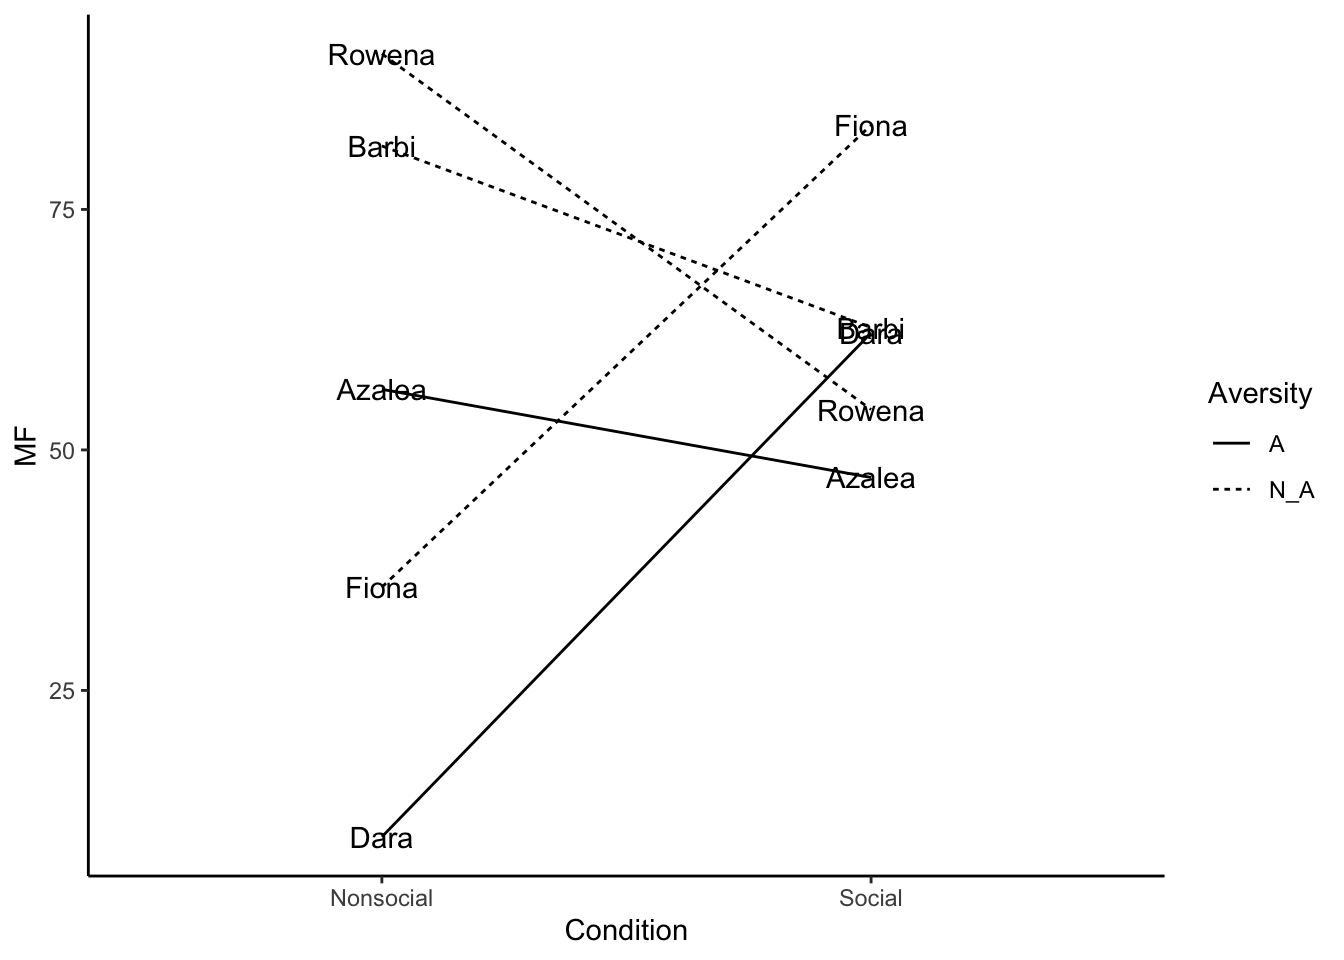 Rowena
Fiona
Barbi
75
Barbi
Dara
Azalea
Rowena
Aversity
MF
50
A
Azalea
N_A
Fiona
25
Dara
Nonsocial
Social
Condition